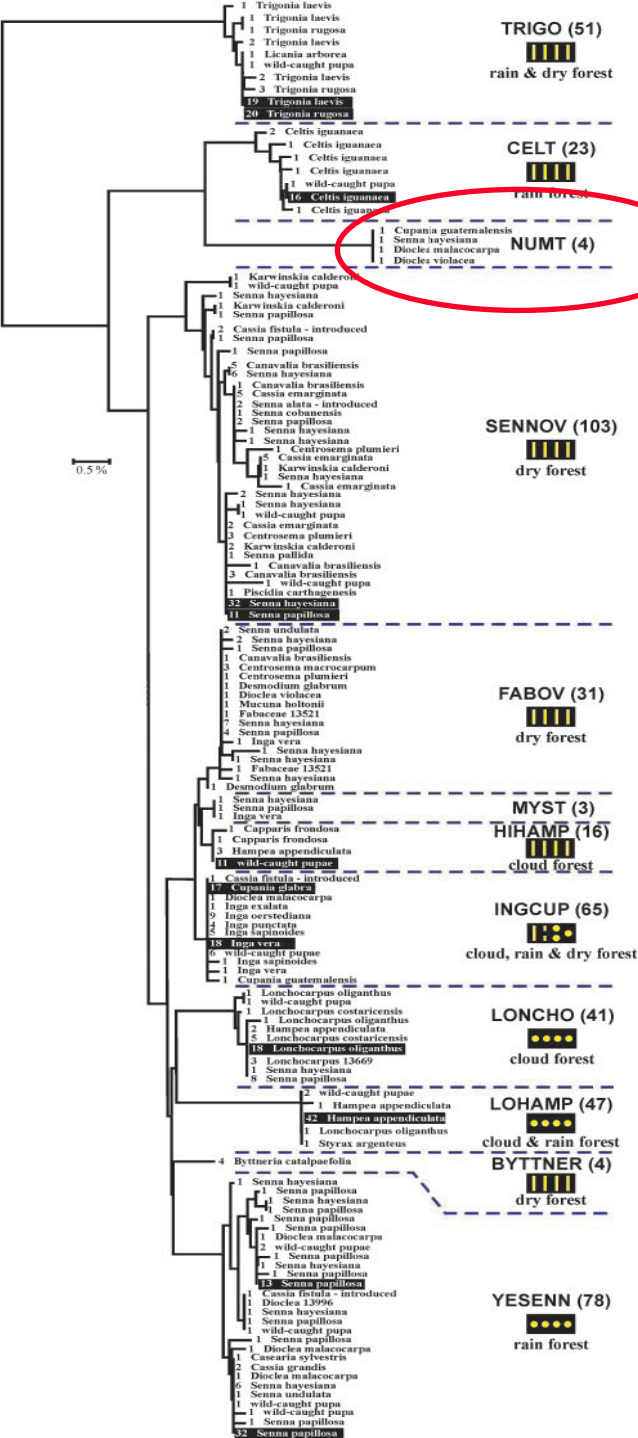 1 Trigonia laevis
1 Trigonia laevis
1 Trigonia rugosa
2 Trigonia laevis
1 Licania arborea
1 wild-caught pupa
2 Trigonia laevis
3 Trigonia rugosa
19 Trigonia laevis
20 Trigonia rugosa
TRIGO (51)
rain & dry forest
2 Celtis iguanaea
1 Celtis iguanaea
1 Celtis iguanaea
1 Celtis iguanaea
1 wild-caught pupa
16 Celtis iguanaea
1 Celtis iguanaea
CELT (23)
rain forest
1 Cupania guatemalensis
1 Senna hayesiana
1 Dioclea malacocarpa
1 Dioclea violacea
NUMT (4)
1 Karwinskia calderoni
1 wild-caught pupa
1 Senna hayesiana
1 Karwinskia calderoni
1 Senna papillosa
2 Cassia fistula - introduced
1 Senna papillosa
1 Senna papillosa
5 Canavalia brasiliensis
6 Senna hayesiana
1 Canavalia brasiliensis
5 Cassia emarginata
2 Senna alata - introduced
1 Senna cobanensis
2 Senna papillosa
1 Senna hayesiana
1 Senna hayesiana
1 Centrosema plumieri
5 Cassia emarginata
1 Karwinskia calderoni
1 Senna hayesiana
1 Cassia emarginata
2 Senna hayesiana
1 Senna hayesiana
1 wild-caught pupa
2 Cassia emarginata
3 Centrosema plumieri
2 Karwinskia calderoni
1 Senna pallida
1 Canavalia brasiliensis
3 Canavalia brasiliensis
1 wild-caught pupa
1 Piscidia carthagenesis
32 Senna hayesiana
11 Senna papillosa
SENNOV (103)
dry forest
0.5 %
2 Senna undulata
2 Senna hayesiana
1 Senna papillosa
1 Canavalia brasiliensis
3 Centrosema macrocarpum
1 Centrosema plumieri
1 Desmodium glabrum
1 Dioclea violacea
1 Mucuna holtonii
1 Fabaceae 13521
7 Senna hayesiana
4 Senna papillosa
1 Inga vera
1 Senna hayesiana
1 Senna hayesiana
1 Fabaceae 13521
1 Senna hayesiana
1 Desmodium glabrum
FABOV (31)
dry forest
1 Senna hayesiana
1 Senna papillosa
1 Inga vera
MYST (3)
1 Capparis frondosa
1 Capparis frondosa
3 Hampea appendiculata
11 wild-caught pupae
HIHAMP (16)
cloud forest
1 Cassia fistula - introduced
17 Cupania glabra
1 Dioclea malacocarpa
1 Inga exalata
9 Inga oerstediana
4 Inga punctata
5 Inga sapinoides
18 Inga vera
6 wild-caught pupae
1 Inga sapinoides
1 Inga vera
1 Cupania guatemalensis
INGCUP (65)
cloud, rain & dry forest
1 Lonchocarpus oliganthus
1 wild-caught pupa
1 Lonchocarpus costaricensis
1 Lonchocarpus oliganthus
2 Hampea appendiculata
5 Lonchocarpus costaricensis
18 Lonchocarpus oliganthus
3 Lonchocarpus 13669
1 Senna hayesiana
8 Senna papillosa
LONCHO (41)
cloud forest
2 wild-caught pupae
1 Hampea appendiculata
42 Hampea appendiculata
1 Lonchocarpus oliganthus
1 Styrax argenteus
LOHAMP (47)
cloud & rain forest
4 Byttneria catalpaefolia
BYTTNER (4)
dry forest
1 Senna hayesiana
1 Senna papillosa
1 Senna hayesiana
1 Senna papillosa
1 Senna papillosa
1 Senna papillosa
1 Dioclea malacocarpa
2 wild-caught pupae
1 Senna papillosa
1 Senna hayesiana
1 Senna papillosa
13 Senna papillosa
1 Cassia fistula - introduced
1 Dioclea 13996
1 Senna hayesiana
1 Senna papillosa
1 wild-caught pupa
1 Senna papillosa
1 Dioclea malacocarpa
1 Casearia sylvestris
2 Cassia grandis
1 Dioclea malacocarpa
6 Senna hayesiana
1 Senna undulata
1 wild-caught pupa
1 wild-caught pupa
1 Senna papillosa
32 Senna papillosa
YESENN (78)
rain forest